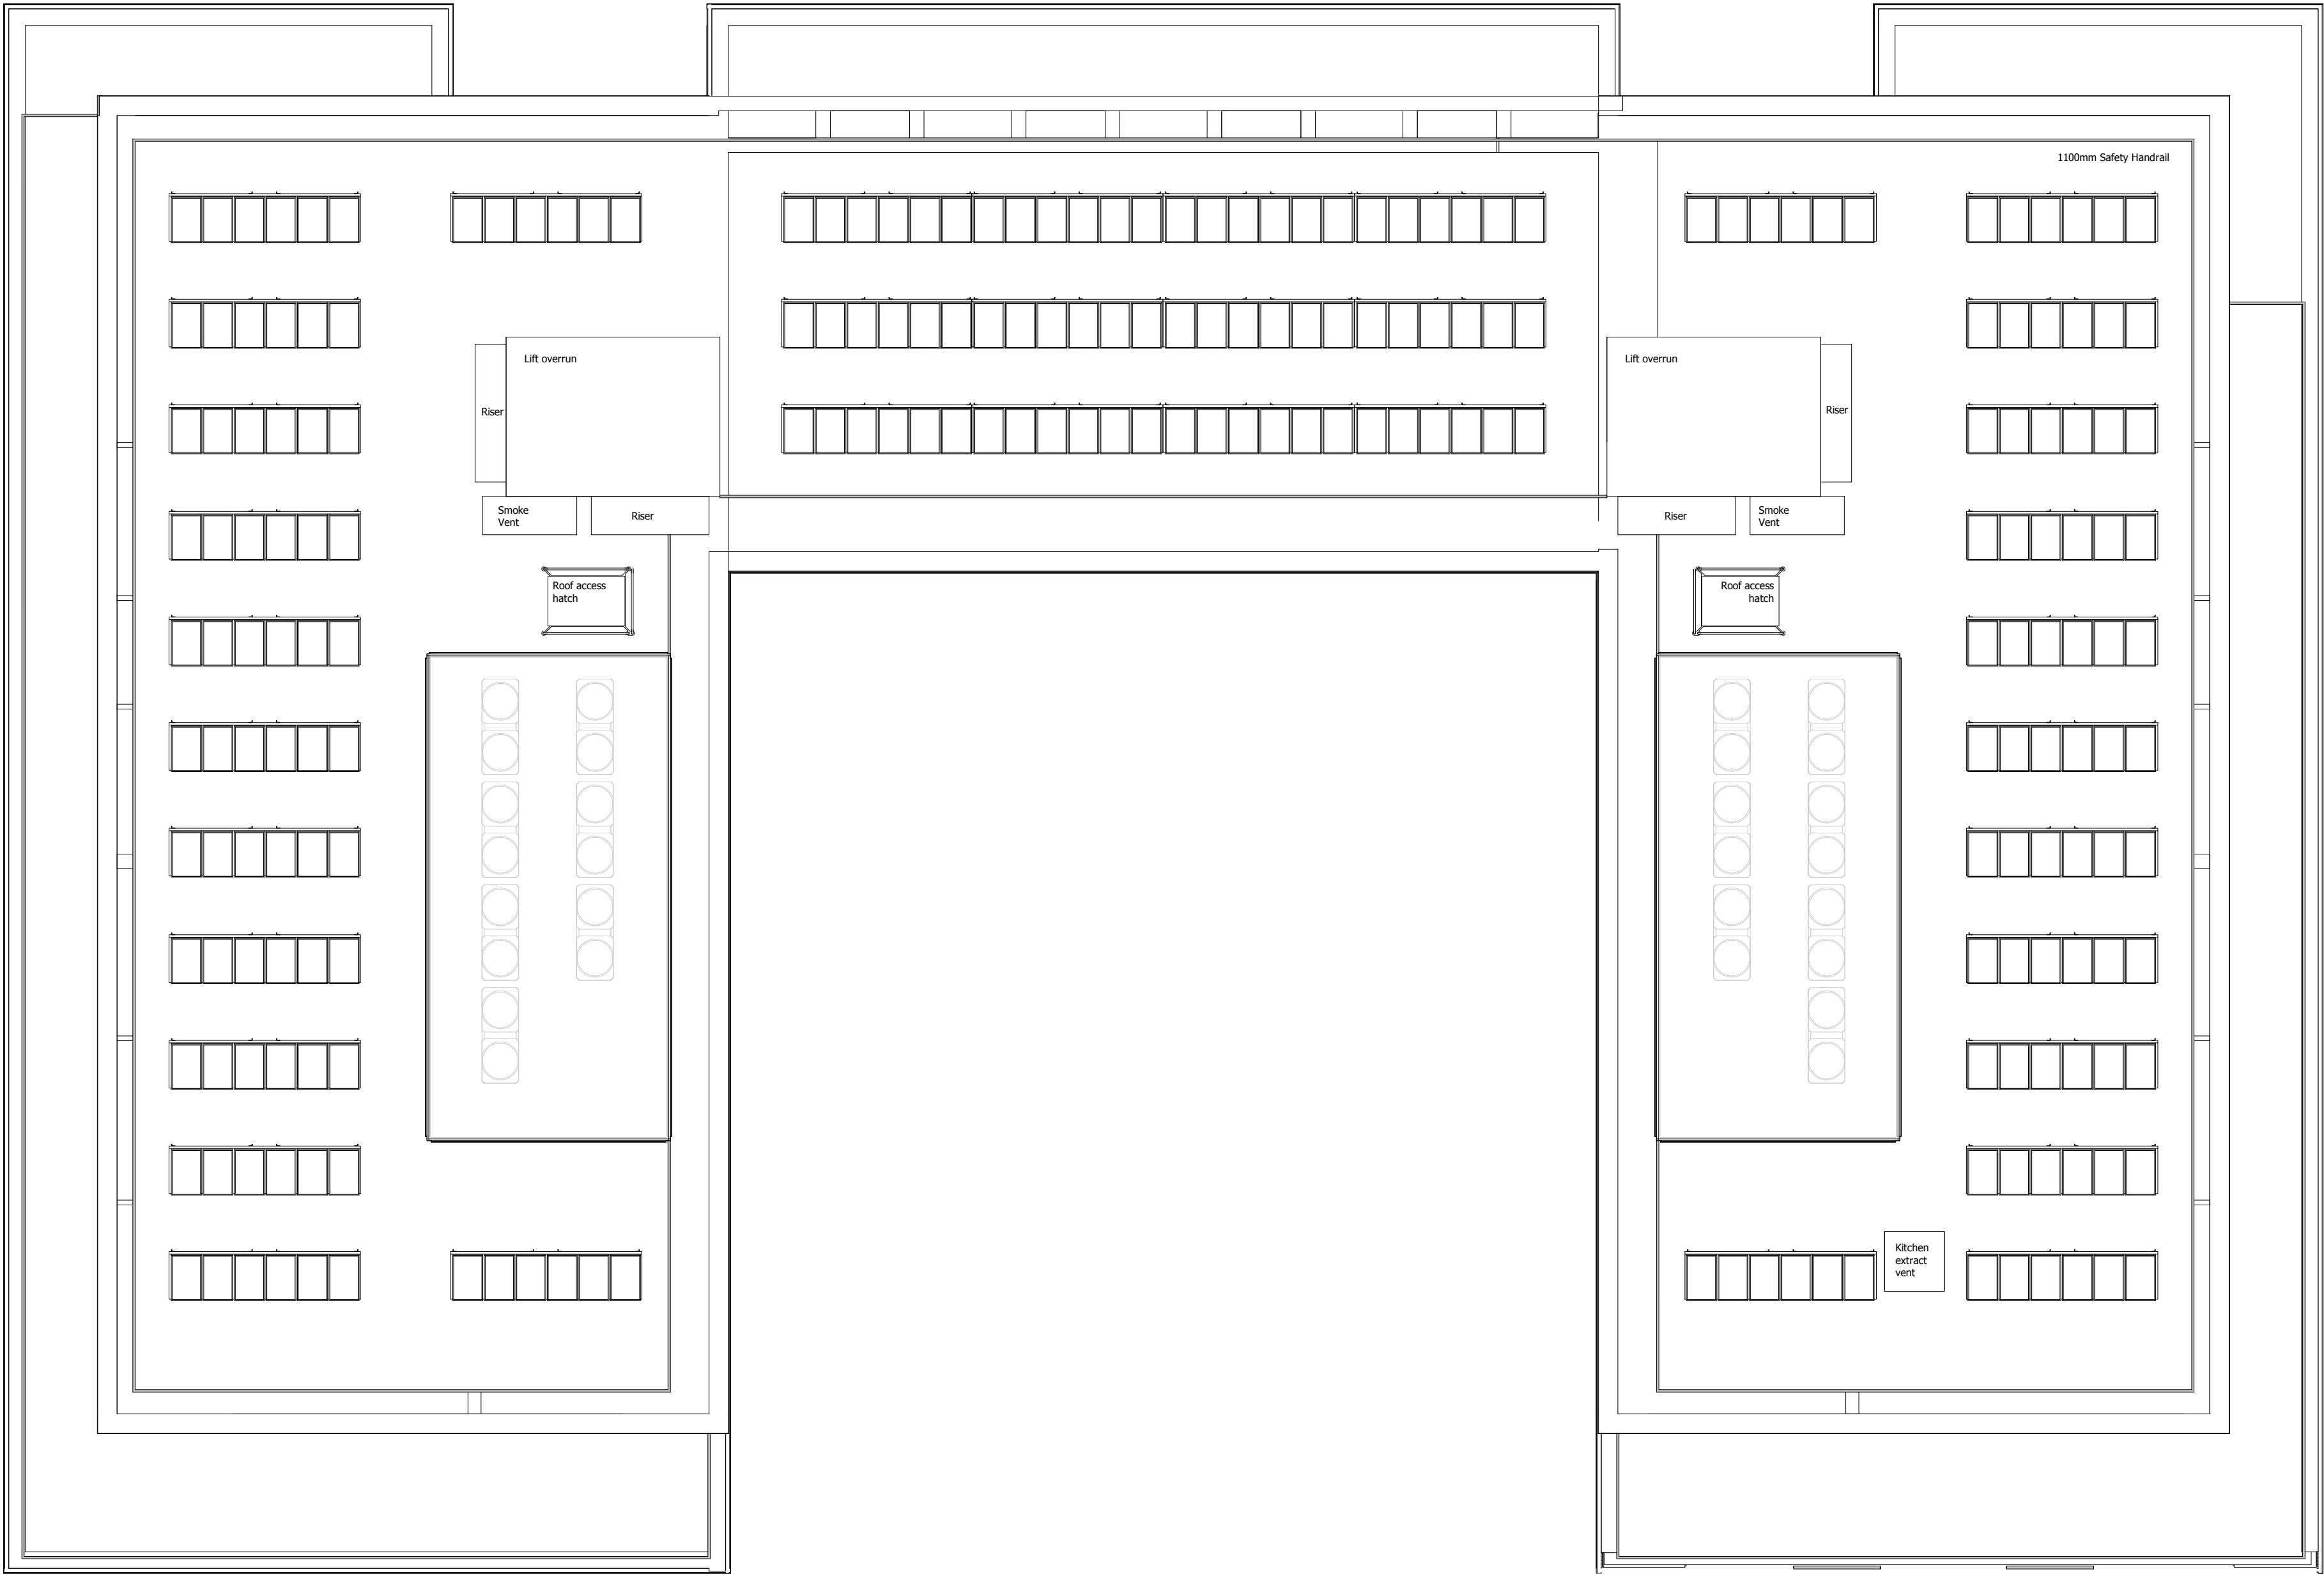 1100mm Safety Handrail
Lift overrun
Lift overrun
Riser
Riser
Smoke
Vent
Riser
Riser
Smoke
Vent
Roof access
hatch
Roof access
hatch
Kitchen
extract
vent